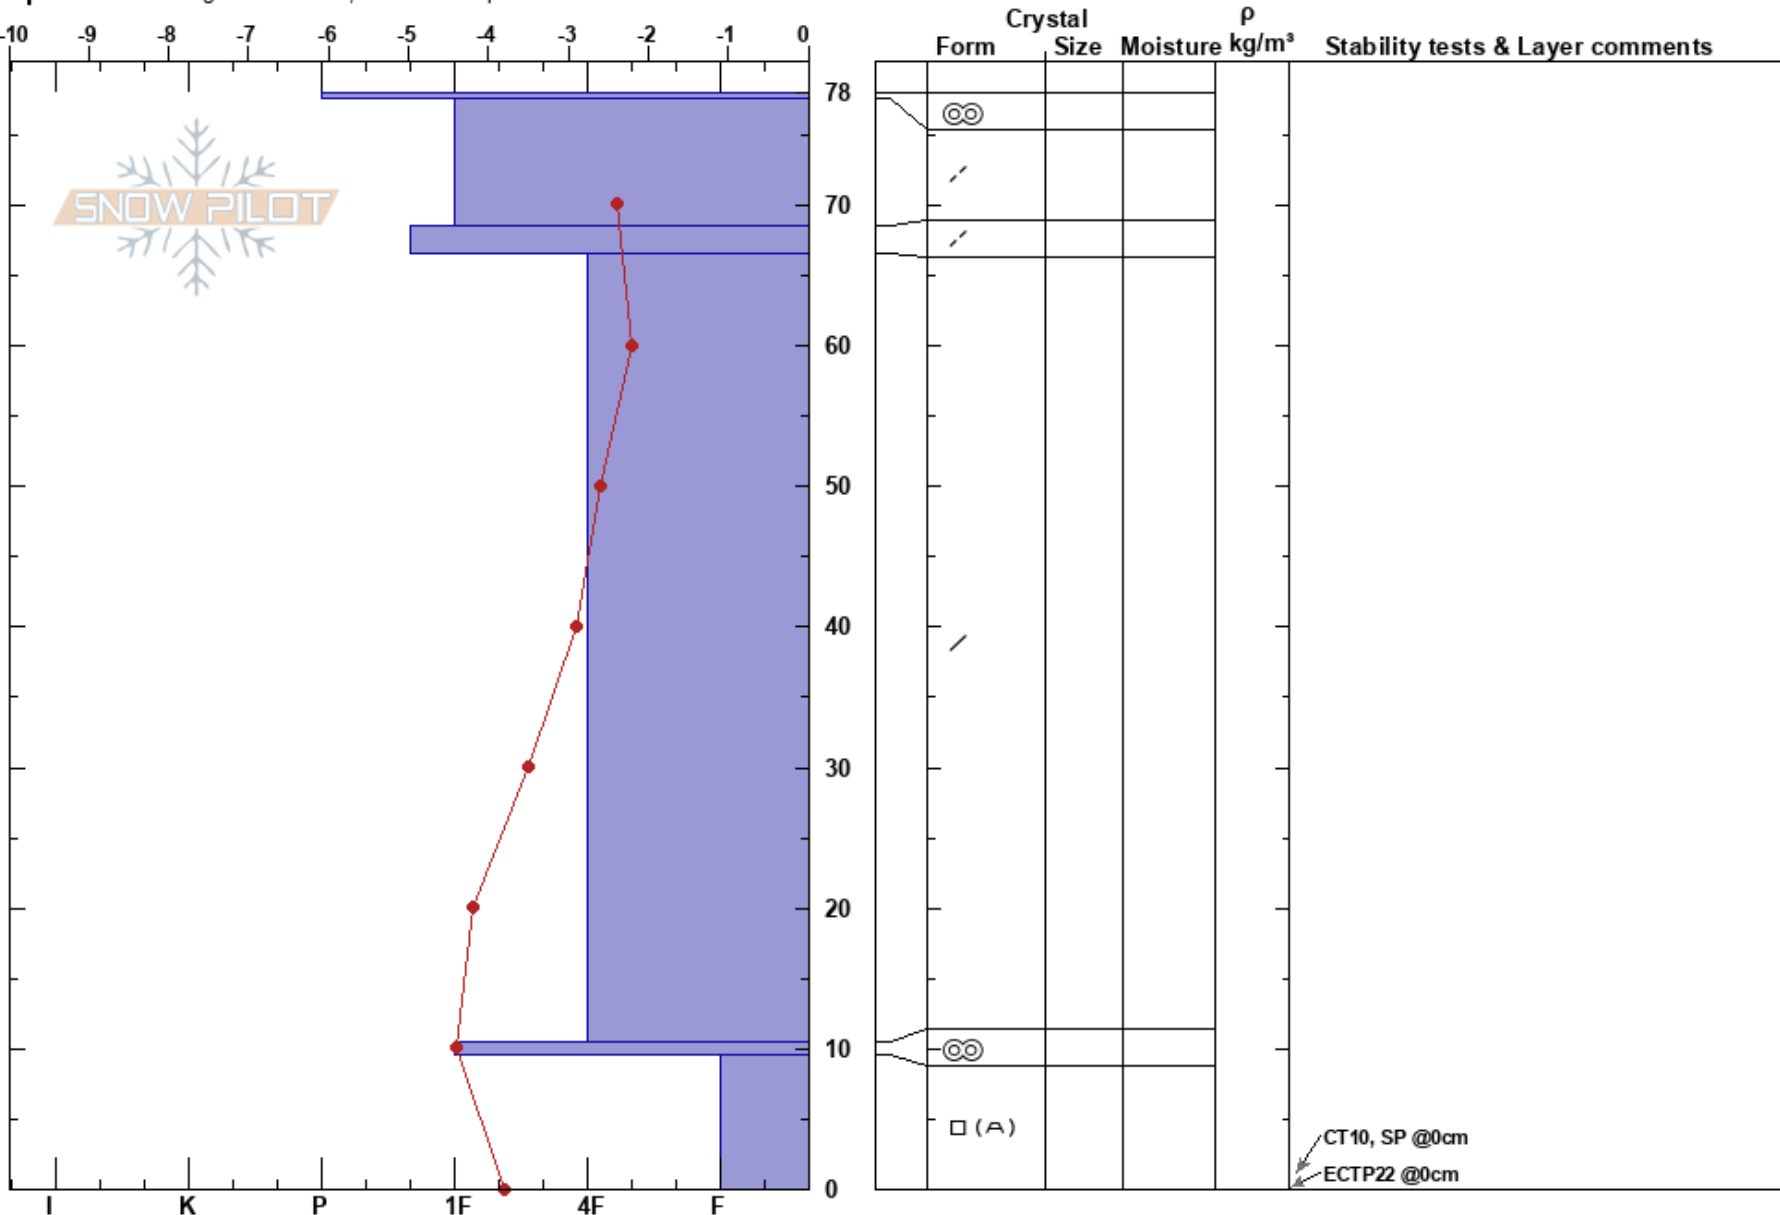 Crystal ρ
-10 -9 -8 -7 -6 -5 -4 -3 -2 -1 0 Form Size Moisture kg/m³ Stability tests & Layer comments
78
SNOW PILOT
70
60
50
40
30
20
10
(A)
CT10, SP @0cm
ECTP22 @0cm
0
I K P 1F 4F F